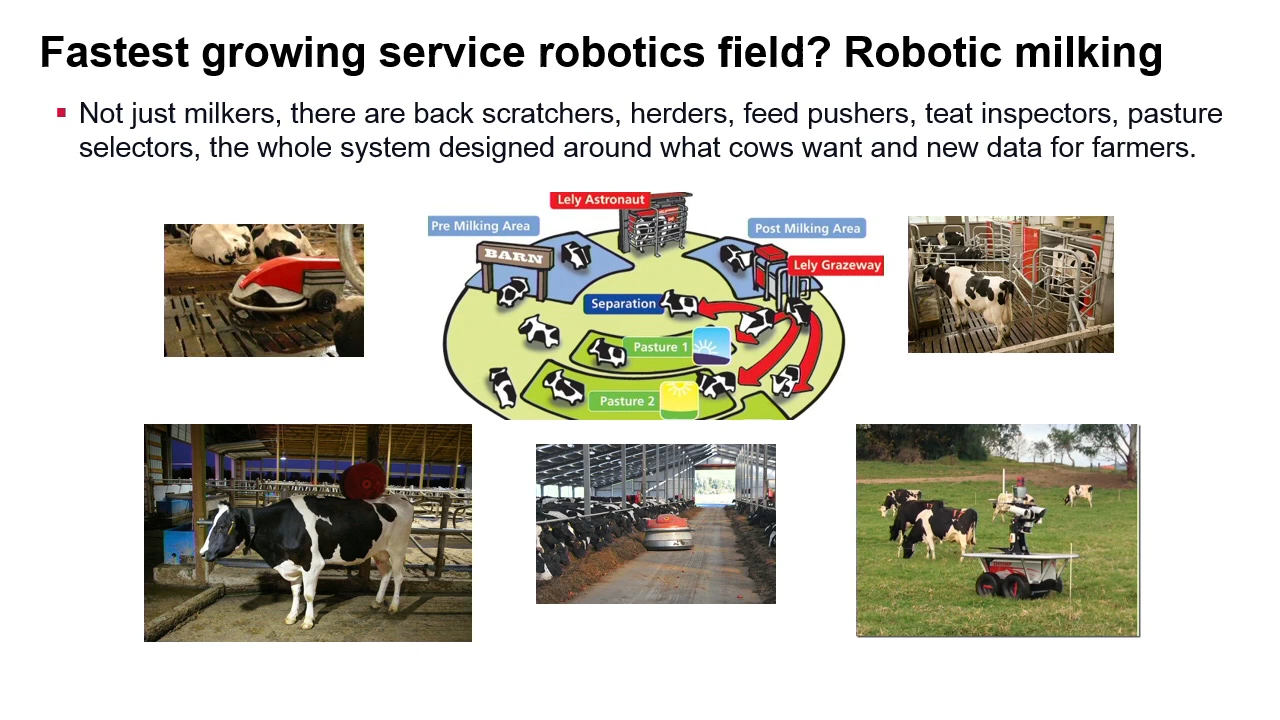 Fastest growing service robotics field? Robotic milking
Not just milkers, there are back scratchers, herders, feed pushers, teat inspectors, pasture
selectors, the whole system designed around what cows want and new data for farmers.
Lely Astronaut
Pre Milking Area
Post Milking Area
BARN
Lely Grazeway
Separation
Pasture 1
Pasture 2